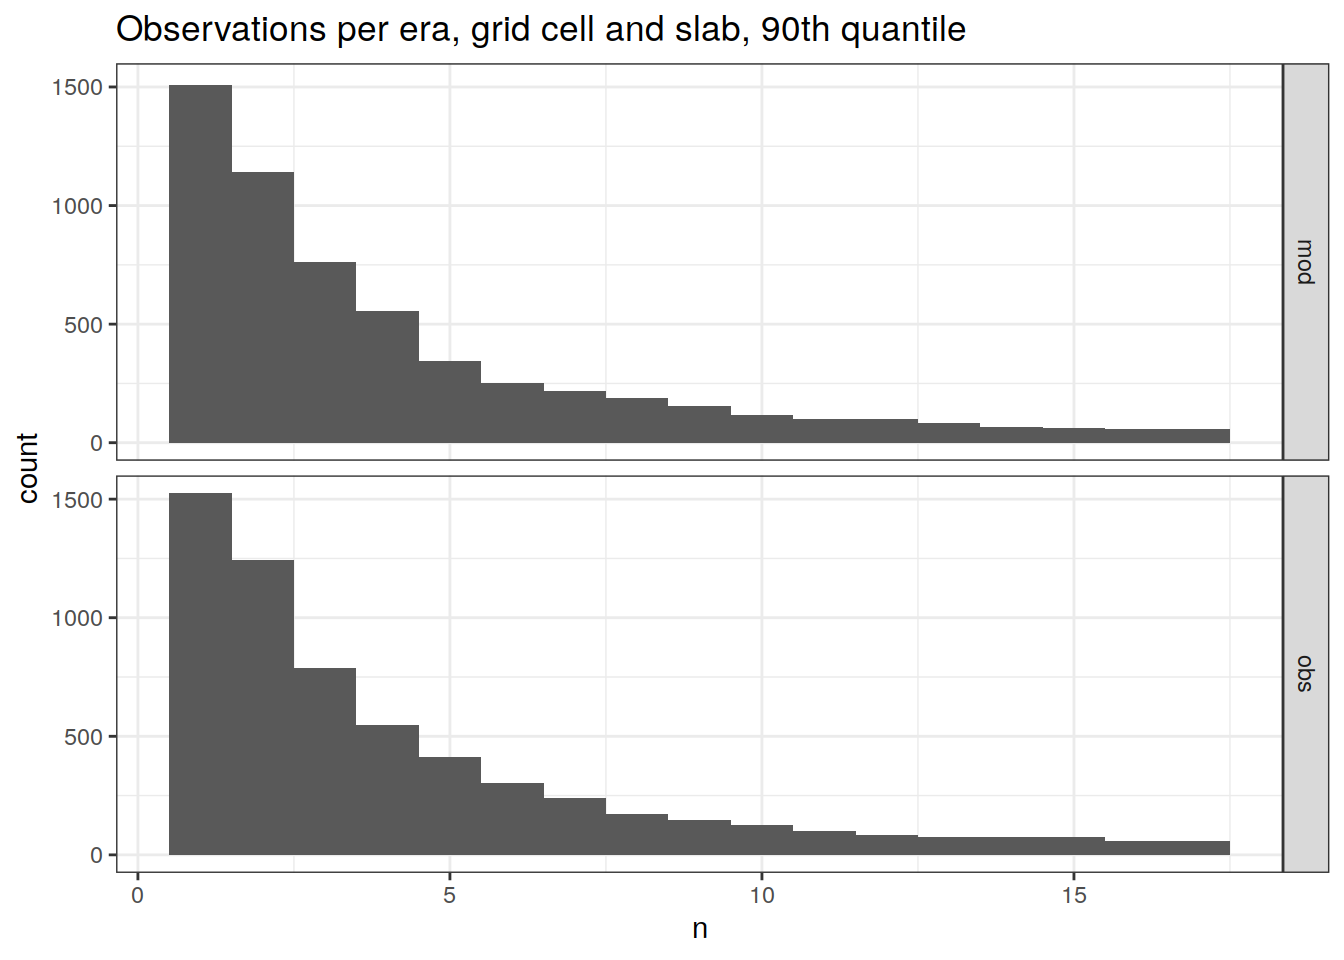 Observations per era, grid cell and slab, 90th quantile
1500
1000
500
0
mod
count
1500
1000
500
0
obs
0 5 10 15
n